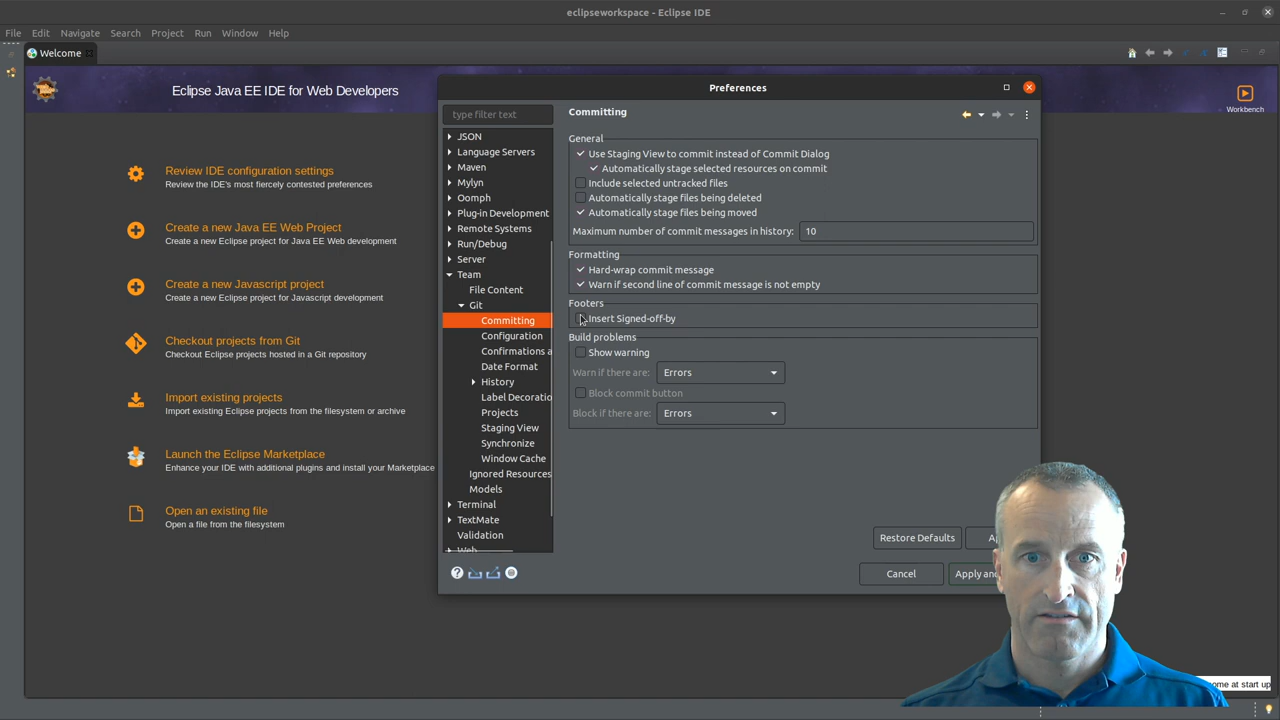 eclipseworkspace - Eclipse IDE
File Edit Navigate Search Project Run Window Help
Welcome
Eclipse Java EE IDE for Web Developers
Workbench
Review IDE configuration settings
Review the IDE's most fiercely contested preferences
Create a new Java EE Web Project
Create a new Eclipse project for Java EE Web development
Create a new Javascript project
Create a new Eclipse project for Javascript development
Checkout projects from Git
Checkout Eclipse projects hosted in a Git repository
Import existing projects
Import existing Eclipse projects from the filesystem or archive
Launch the Eclipse Marketplace
Enhance your IDE with additional plugins and install your Marketplace
Open an existing file
Open a file from the filesystem
Preferences
type filter text
JSON
Language Servers
Maven
Mylyn
Oomph
Plug-in Development
Remote Systems
Run/Debug
Server
Team
File Content
Git
Committing
Configuration
Confirmations a
Date Format
History
Label Decoratio
Projects
Staging View
Synchronize
Window Cache
Ignored Resources
Models
Terminal
TextMate
Validation
Web
Committing
General
Use Staging View to commit instead of Commit Dialog
Automatically stage selected resources on commit
Include selected untracked files
Automatically stage files being deleted
Automatically stage files being moved
Maximum number of commit messages in history: 10
Formatting
Hard-wrap commit message
Warn if second line of commit message is not empty
Footers
Insert Signed-off-by
Build problems
Show warning
Warn if there are: Errors
Block commit button
Block if there are: Errors
Restore Defaults Ap
Cancel Apply and
ome at start up